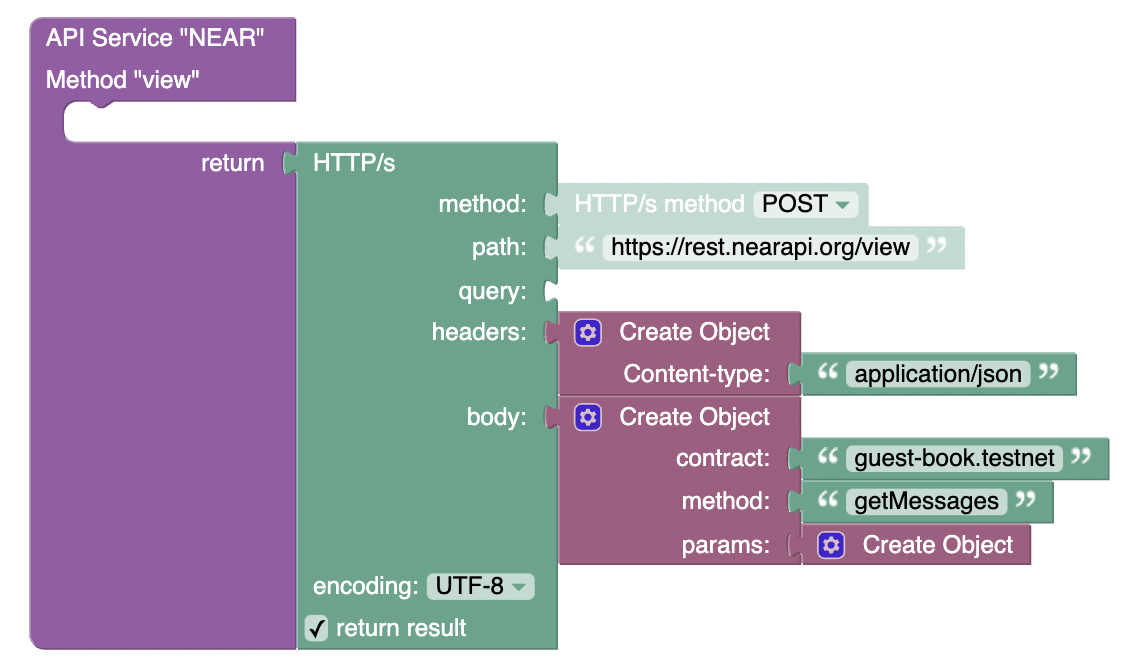 API Service "NEAR"
Method "view"
return HTTP/s
method: HTTP/s method POST
path: “ https://rest.nearapi.org/view ”
query:
headers: Create Object
Content-type: “ application/json ”
body: Create Object
contract: “ guest-book.testnet ”
method: “ getMessages ”
params: Create Object
encoding: UTF-8
return result